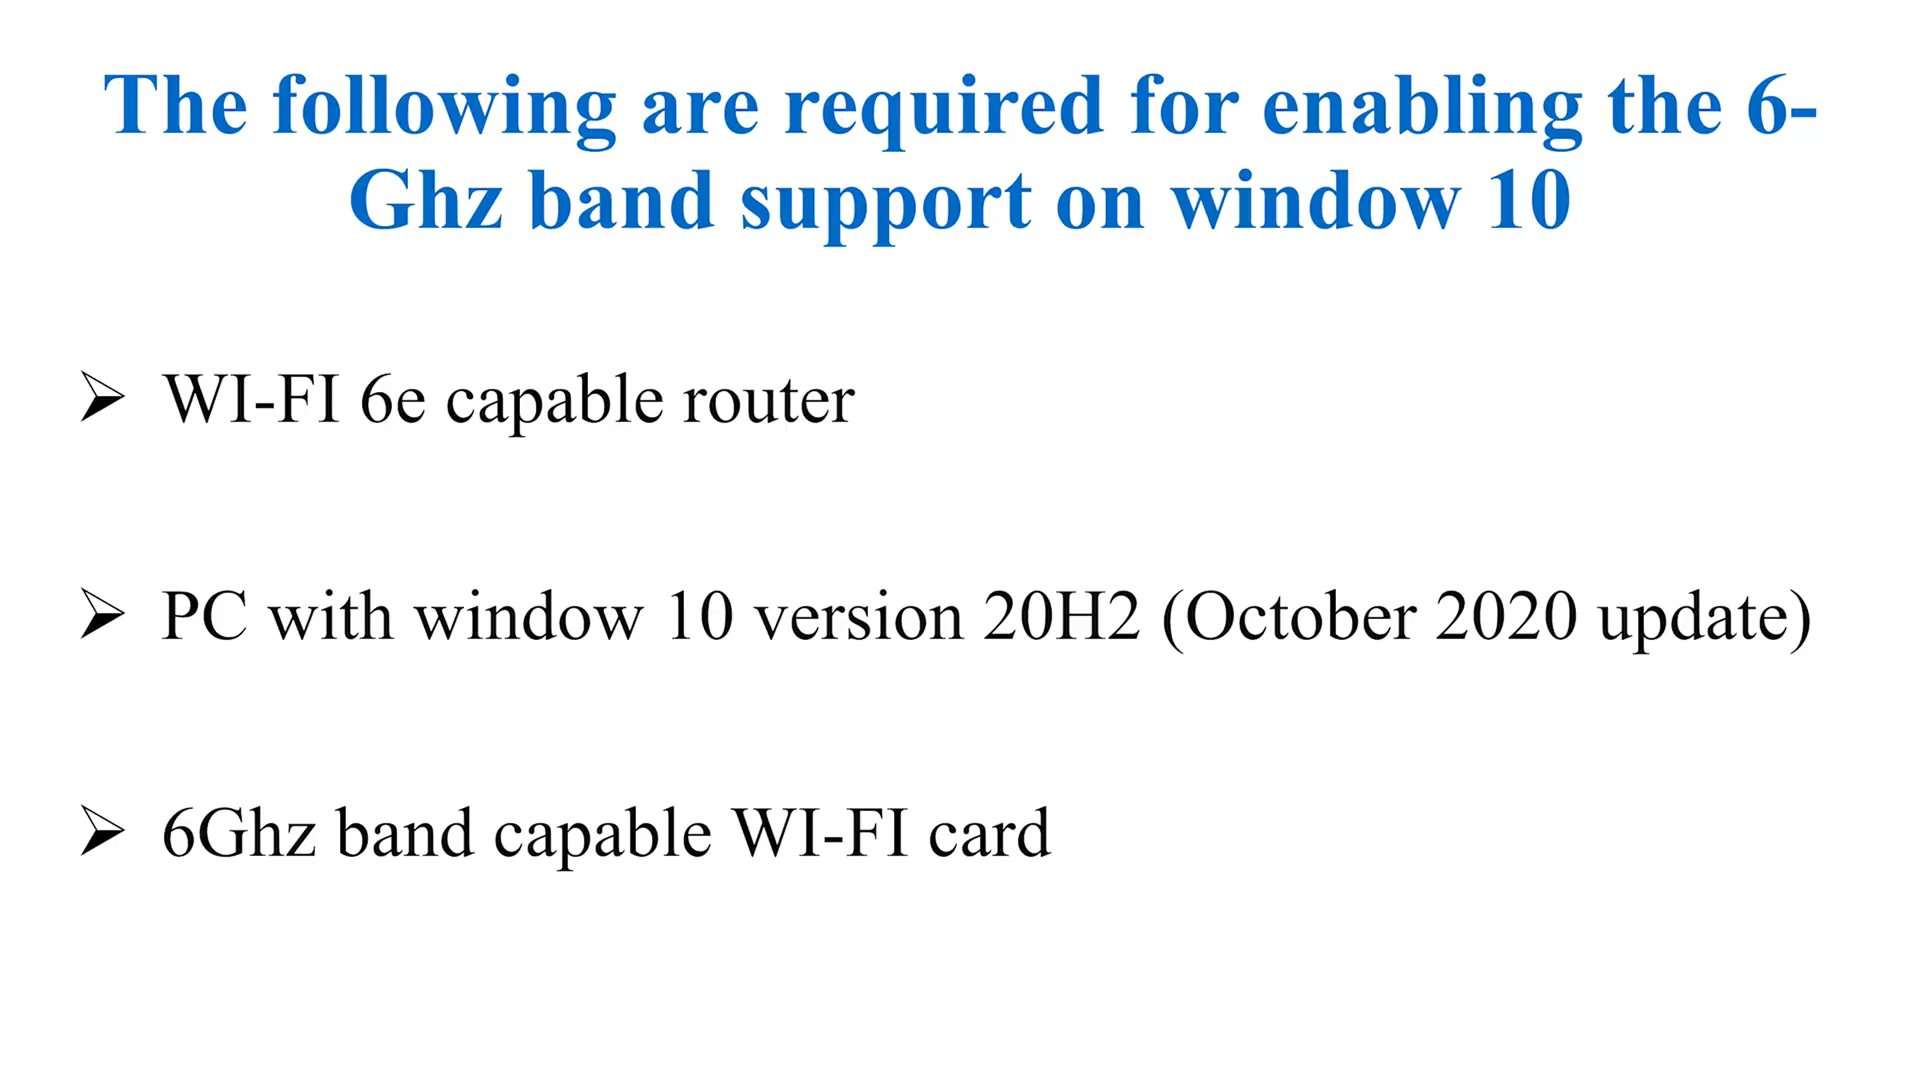 The following are required for enabling the 6-
Ghz band support on window 10
WI-FI 6e capable router
PC with window 10 version 20H2 (October 2020 update)
6Ghz band capable WI-FI card